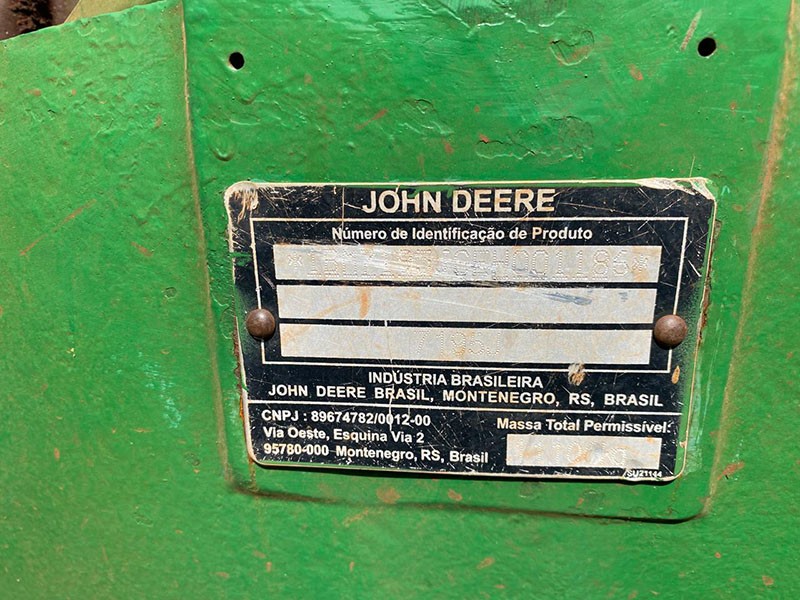 JOHN DEERE
Número de Identificação de Produto
INDÚSTRIA BRASILEIRA
JOHN DEERE BRASIL, MONTENEGRO, RS, BRASIL
CNPJ : 89674782/0012-00
Via Oeste, Esquina Via 2
95780-000 Montenegro, RS, Brasil
Massa Total Permissível:
SU21144